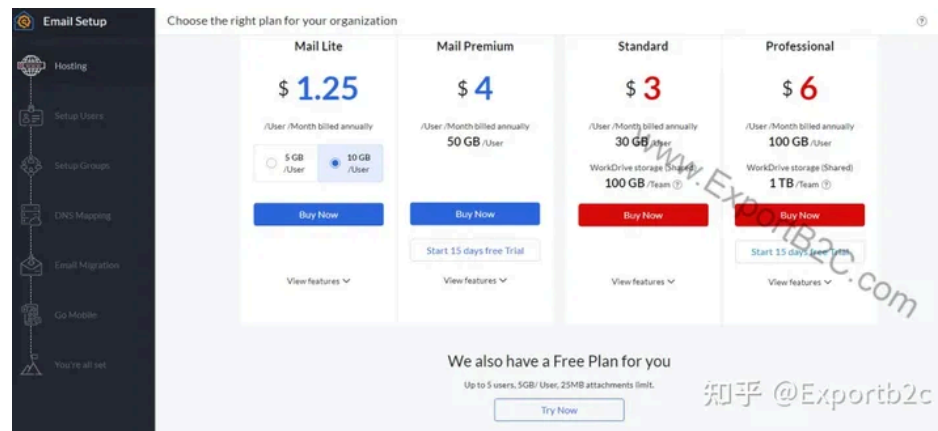 Email Setup
Choose the right plan for your organization
Hosting
Setup Users
Setup Groups
DNS Mapping
Email Migration
Go Mobile
You're all set
Mail Lite
$ 1.25
/User /Month billed annually
5 GB
/User
10 GB
/User
Buy Now
View features
Mail Premium
$ 4
/User /Month billed annually
50 GB /User
Buy Now
Start 15 days free Trial
View features
Standard
$ 3
/User /Month billed annually
30 GB /User
WorkDrive storage (Shared)
100 GB /Team
Buy Now
View features
Professional
$ 6
/User /Month billed annually
100 GB /User
WorkDrive storage (Shared)
1 TB /Team
Buy Now
Start 15 days free Trial
View features
We also have a Free Plan for you
Up to 5 users, 5GB/ User, 25MB attachments limit.
Try Now
www.ExportB2C.com
知乎 @Exportb2c